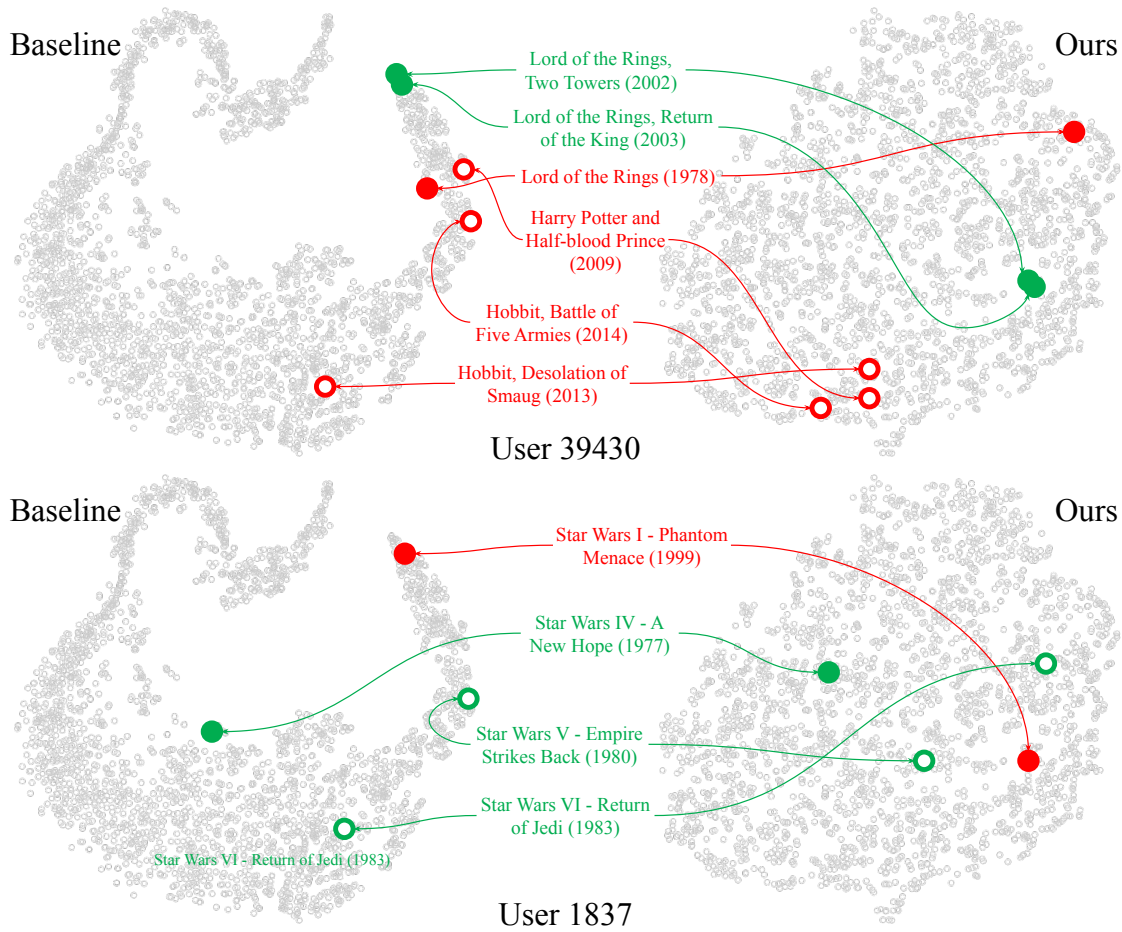 Baseline
Ours
Lord of the Rings,
Two Towers (2002)
Lord of the Rings, Return
of the King (2003)
Lord of the Rings (1978)
Harry Potter and
Half-blood Prince
(2009)
Hobbit, Battle of
Five Armies (2014)
Hobbit, Desolation of
Smaug (2013)
User 39430
Baseline
Ours
Star Wars I - Phantom
Menace (1999)
Star Wars IV - A
New Hope (1977)
Star Wars V - Empire
Strikes Back (1980)
Star Wars VI - Return
of Jedi (1983)
Star Wars VI - Return of Jedi (1983)
User 1837